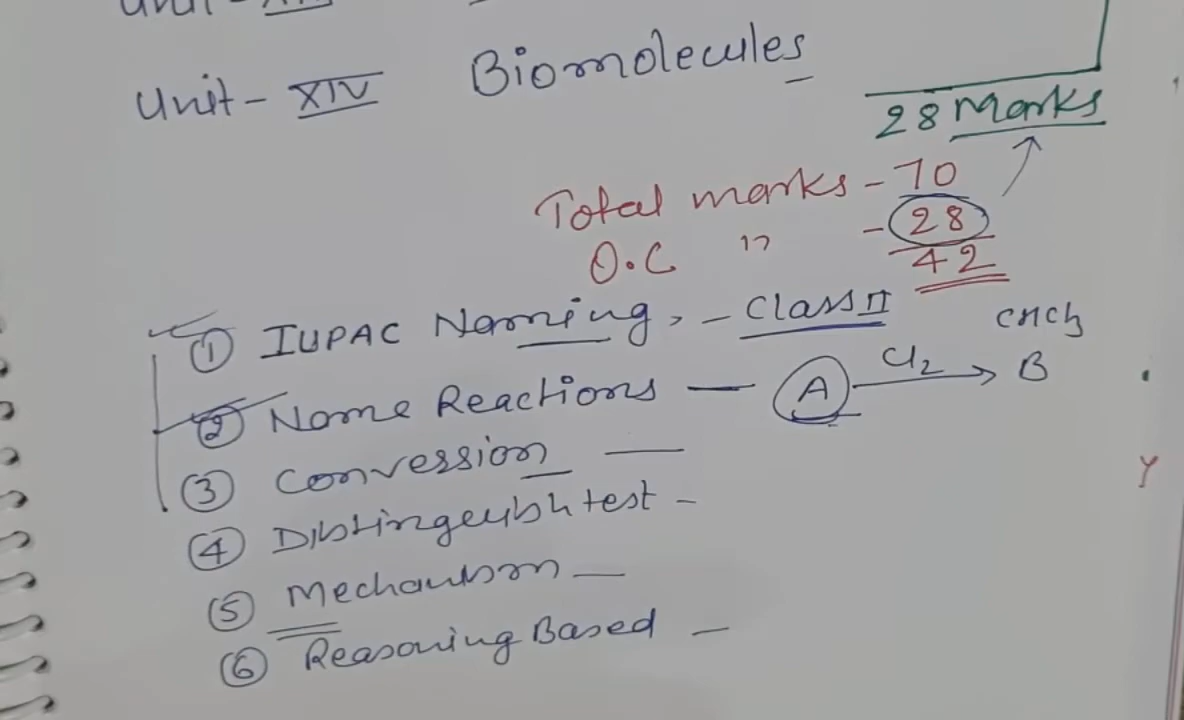 Unit- XIV Biomolecules
28 Marks
Total marks - 70
O.C " - 28
42
① IUPAC Naming, - Class II
② Name Reactions — A Cl2 → B
③ Conversion —
④ Distinguish test -
⑤ Mechanism —
⑥ Reasoning Based —
Y